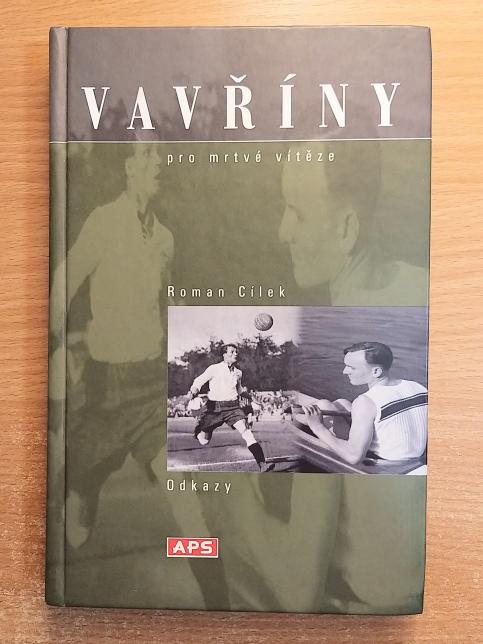 VAVŘÍNY
pro mrtvé vítěze
Roman Cílek
Odkazy
APS